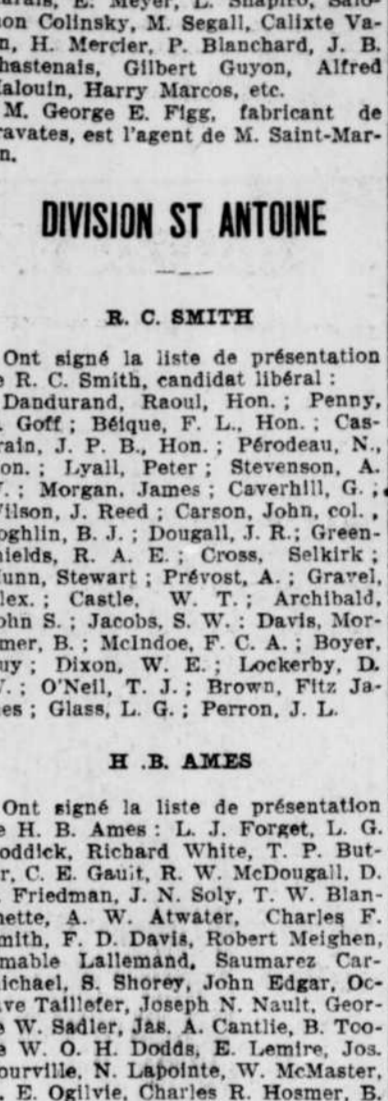 arais, E. Meyer, L. Shapiro, Salo-
on Colinsky, M. Segall, Calixte Va-
n, H. Mercier, P. Blanchard, J. B.
hastenais, Gilbert Guyon, Alfred
alouin, Harry Marcos, etc.
M. George E. Figg, fabricant de
ravates, est l'agent de M. Saint-Mar-
n.
DIVISION ST ANTOINE
R. C. SMITH
Ont signé la liste de présentation
e R. C. Smith, candidat libéral :
Dandurand, Raoul, Hon. ; Penny,
. Goff ; Béique, F. L., Hon. ; Cas-
rain, J. P. B., Hon. ; Pérodeau, N.,
on. ; Lyall, Peter ; Stevenson, A.
. ; Morgan, James ; Caverhill, G. ;
ilson, J. Reed ; Carson, John, col. ,
oghlin, B. J. ; Dougall, J. R.; Green-
hields, R. A. E. ; Cross, Selkirk ;
unn, Stewart ; Prévost, A. ; Gravel,
lex. ; Castle, W. T. ; Archibald,
ohn S. ; Jacobs, S. W. : Davis, Mor-
mer, B. ; McIndoe, F. C. A. ; Boyer,
uy ; Dixon, W. E. ; Lockerby, D.
. ; O'Neil, T. J. ; Brown, Fitz Ja-
es ; Glass, L. G. ; Perron, J. L.
H .B. AMES
Ont signé la liste de présentation
e H. B. Ames : L. J. Forget, L. G.
oddick, Richard White, T. P. But-
r, C. E. Gault, R. W. McDougall, D.
. Friedman, J. N. Soly, T. W. Blan-
hette, A. W. Atwater, Charles F.
mith, F. D. Davis, Robert Meighen,
mable Lallemand, Saumarez Car-
ichael, S. Shorey, John Edgar, Oc-
ave Taillefer, Joseph N. Nault, Geor-
e W. Sadler, Jas. A. Cantlie, B. Too-
e W. O. H. Dodds, E. Lemire, Jos.
ourville, N. Lapointe, W. McMaster,
. E. Ogilvie, Charles R. Hosmer, B.